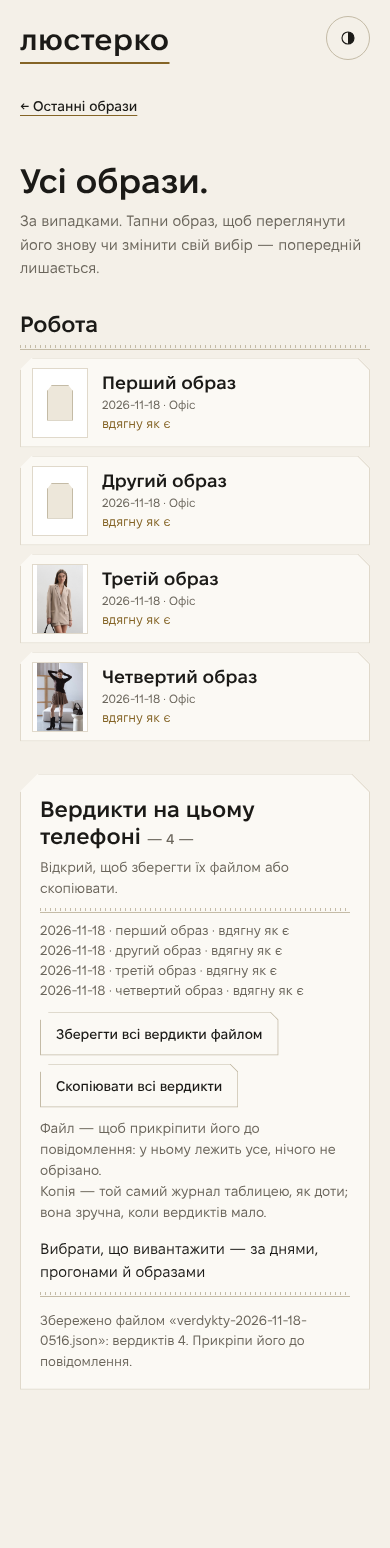 люстерко
← Останні образи
Усі образи.
За випадками. Тапни образ, щоб переглянути
його знову чи змінити свій вибір — попередній
лишається.
Робота
Перший образ
2026-11-18 · Офіс
вдягну як є
Другий образ
2026-11-18 · Офіс
вдягну як є
Третій образ
2026-11-18 · Офіс
вдягну як є
Четвертий образ
2026-11-18 · Офіс
вдягну як є
Вердикти на цьому
телефоні — 4 —
Відкрий, щоб зберегти їх файлом або
скопіювати.
2026-11-18 · перший образ · вдягну як є
2026-11-18 · другий образ · вдягну як є
2026-11-18 · третій образ · вдягну як є
2026-11-18 · четвертий образ · вдягну як є
Зберегти всі вердикти файлом
Скопіювати всі вердикти
Файл — щоб прикріпити його до
повідомлення: у ньому лежить усе, нічого не
обрізано.
Копія — той самий журнал таблицею, як доти;
вона зручна, коли вердиктів мало.
Вибрати, що вивантажити — за днями,
прогонами й образами
Збережено файлом «verdykty-2026-11-18-
0516.json»: вердиктів 4. Прикріпи його до
повідомлення.